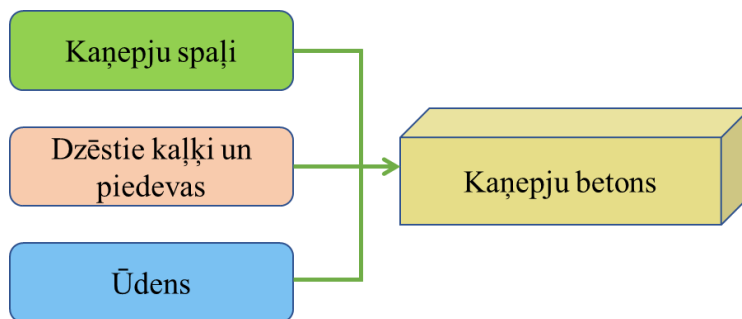 Kaņepju spaļi
Dzēstie kaļķi un
piedevas
Ūdens
Kaņepju betons